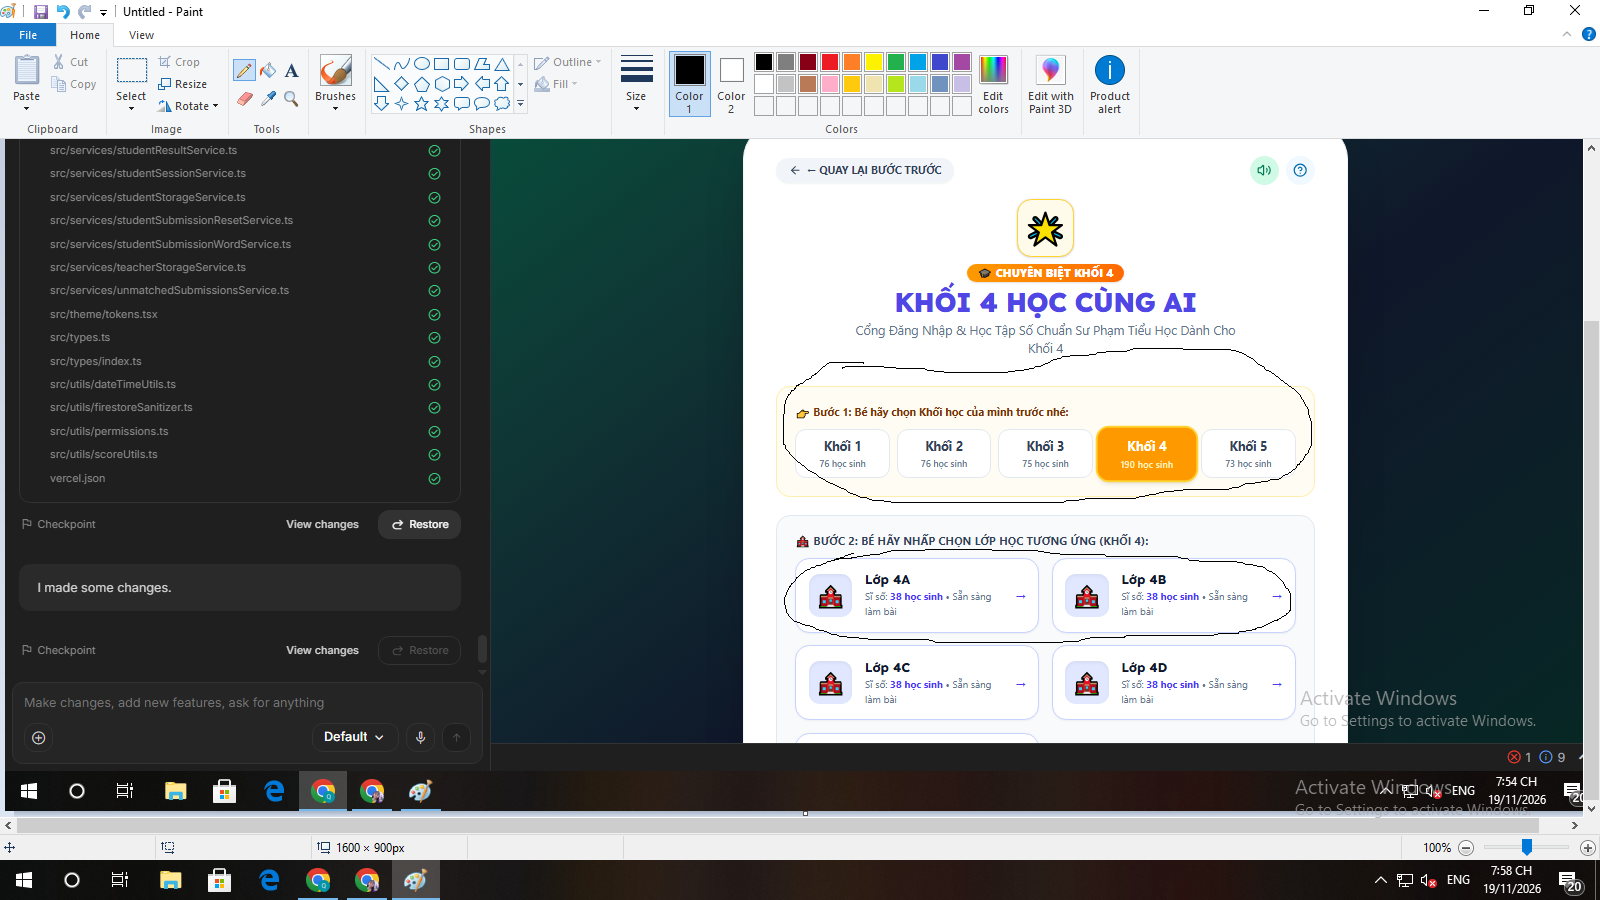 Untitled - Paint
File
Home
View
Paste
Cut
Copy
Clipboard
Select
Crop
Resize
Rotate
Image
Tools
Brushes
Shapes
Outline
Fill
Size
Color 1
Color 2
Colors
Edit colors
Edit with Paint 3D
Product alert
src/services/studentResultService.ts
src/services/studentSessionService.ts
src/services/studentStorageService.ts
src/services/studentSubmissionResetService.ts
src/services/studentSubmissionWordService.ts
src/services/teacherStorageService.ts
src/services/unmatchedSubmissionsService.ts
src/theme/tokens.tsx
src/types.ts
src/types/index.ts
src/utils/dateTimeUtils.ts
src/utils/firestoreSanitizer.ts
src/utils/permissions.ts
src/utils/scoreUtils.ts
vercel.json
Checkpoint View changes Restore
I made some changes.
Checkpoint View changes Restore
Make changes, add new features, ask for anything
Default
← ← QUAY LẠI BƯỚC TRƯỚC
CHUYÊN BIỆT KHỐI 4
KHỐI 4 HỌC CÙNG AI
Cổng Đăng Nhập & Học Tập Số Chuẩn Sư Phạm Tiểu Học Dành Cho
Khối 4
👉 Bước 1: Bé hãy chọn Khối học của mình trước nhé:
Khối 1
76 học sinh
Khối 2
76 học sinh
Khối 3
75 học sinh
Khối 4
190 học sinh
Khối 5
73 học sinh
BƯỚC 2: BÉ HÃY NHẤP CHỌN LỚP HỌC TƯƠNG ỨNG (KHỐI 4):
Lớp 4A
Sĩ số: 38 học sinh • Sẵn sàng
làm bài
→
Lớp 4B
Sĩ số: 38 học sinh • Sẵn sàng
làm bài
→
Lớp 4C
Sĩ số: 38 học sinh • Sẵn sàng
làm bài
→
Lớp 4D
Sĩ số: 38 học sinh • Sẵn sàng
làm bài
→
Activate Windows
Go to Settings to activate Windows.
1 9
Activate Windows
Go to Settings to activate Windows.
ENG
7:54 CH
19/11/2026
20
1600 × 900px
100%
ENG
7:58 CH
19/11/2026
20